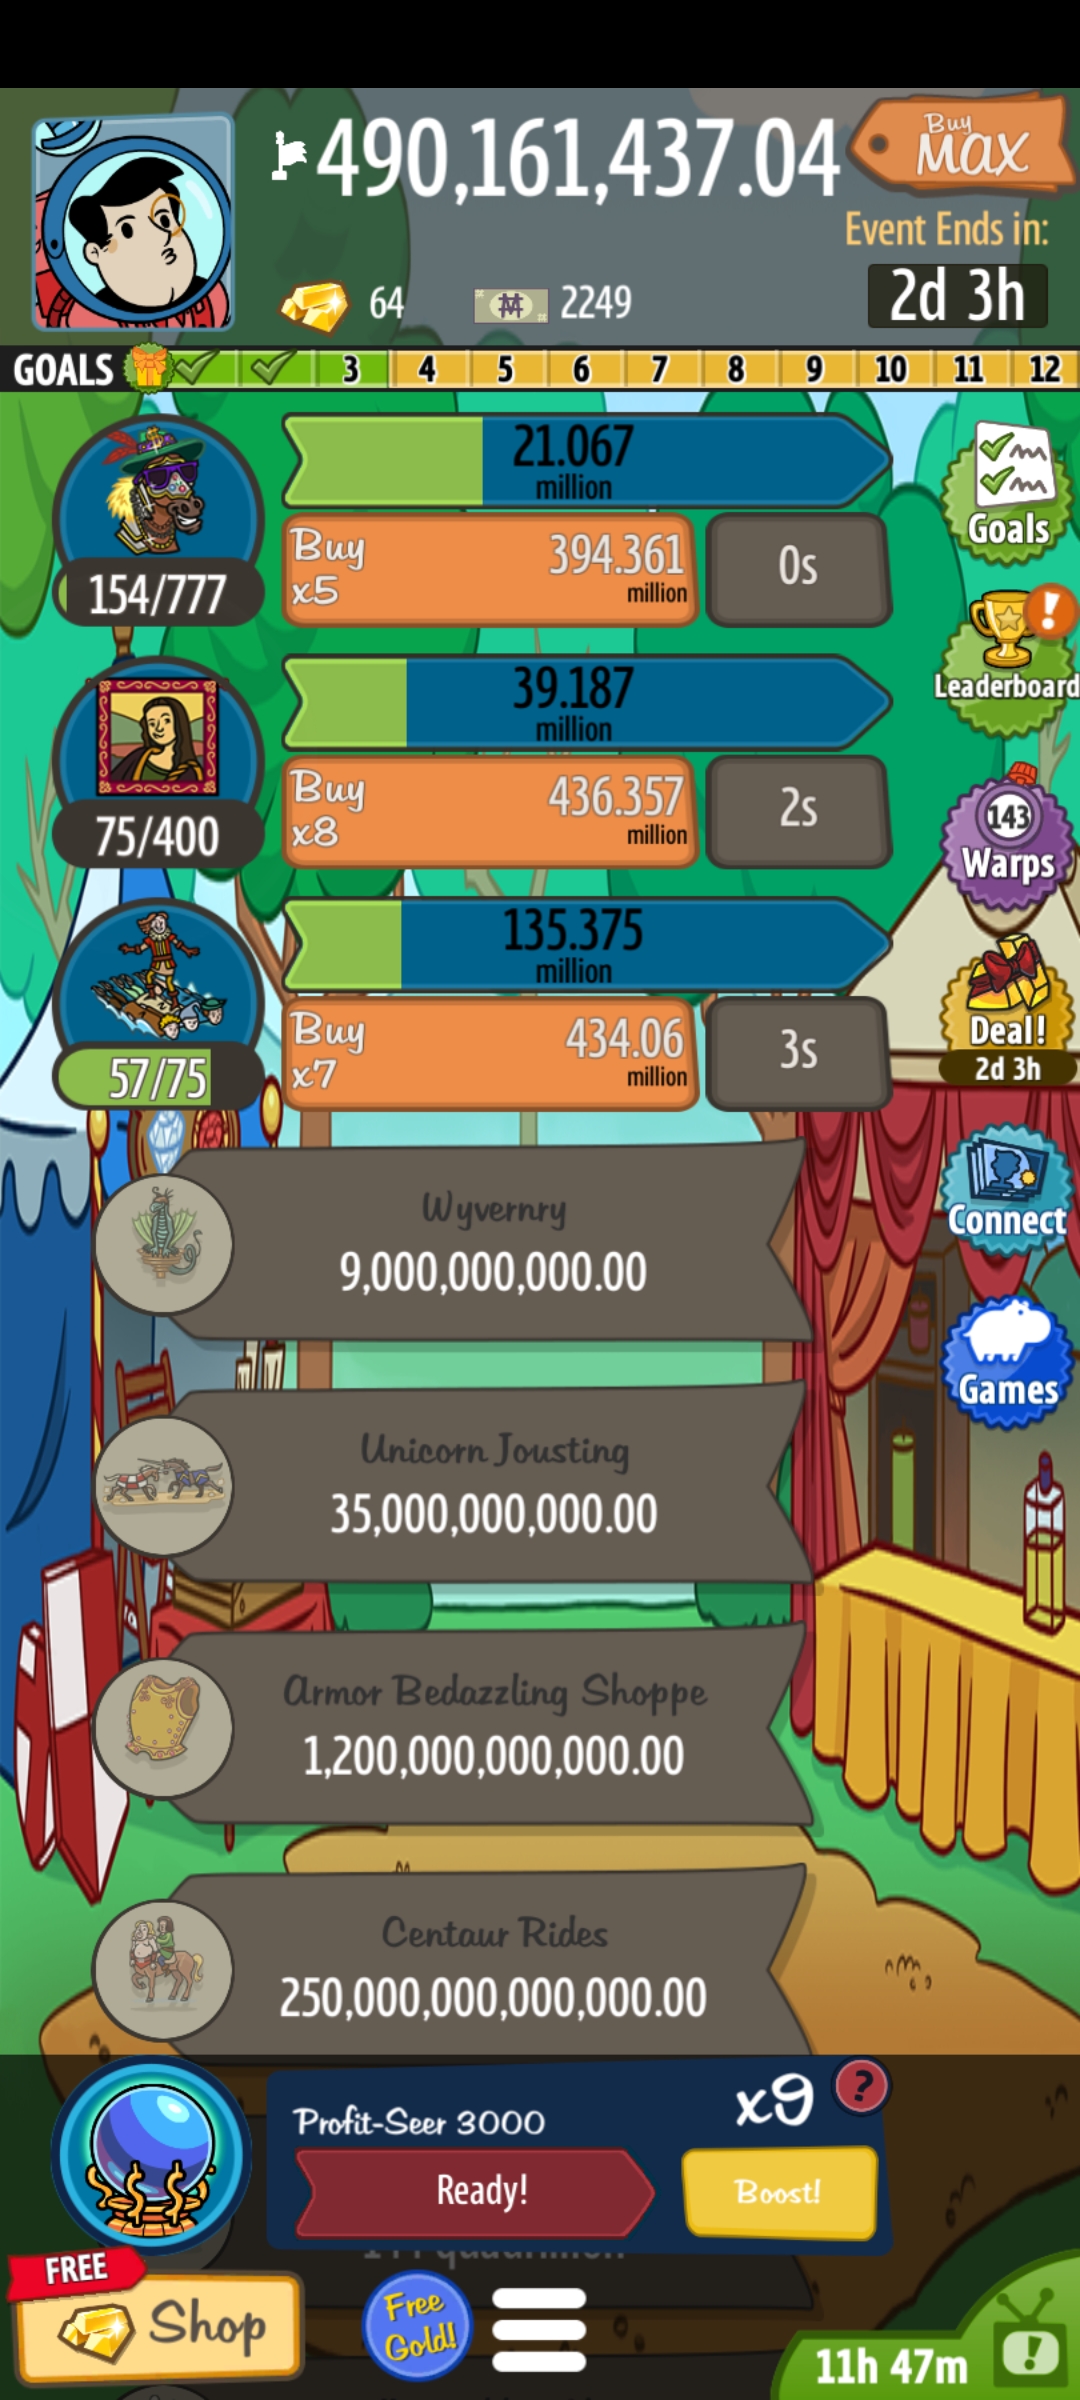 490,161,437.04
Buy
MAX
Event Ends in:
64
2249
2d 3h
GOALS
3
4
5
6
7
8
9
10
11
12
21.067
million
154/777
Buy
x5
394.361
million
0s
Goals
39.187
million
75/400
Buy
x8
436.357
million
2s
!
Leaderboard
143
Warps
135.375
million
57/75
Buy
x7
434.06
million
3s
Deal!
2d 3h
Wyvernry
9,000,000,000.00
Connect
Unicorn Jousting
35,000,000,000.00
Games
Armor Bedazzling Shoppe
1,200,000,000,000.00
Centaur Rides
250,000,000,000,000.00
Profit-Seer 3000
x9
?
Ready!
Boost!
FREE
Shop
Free
Gold!
11h 47m
!